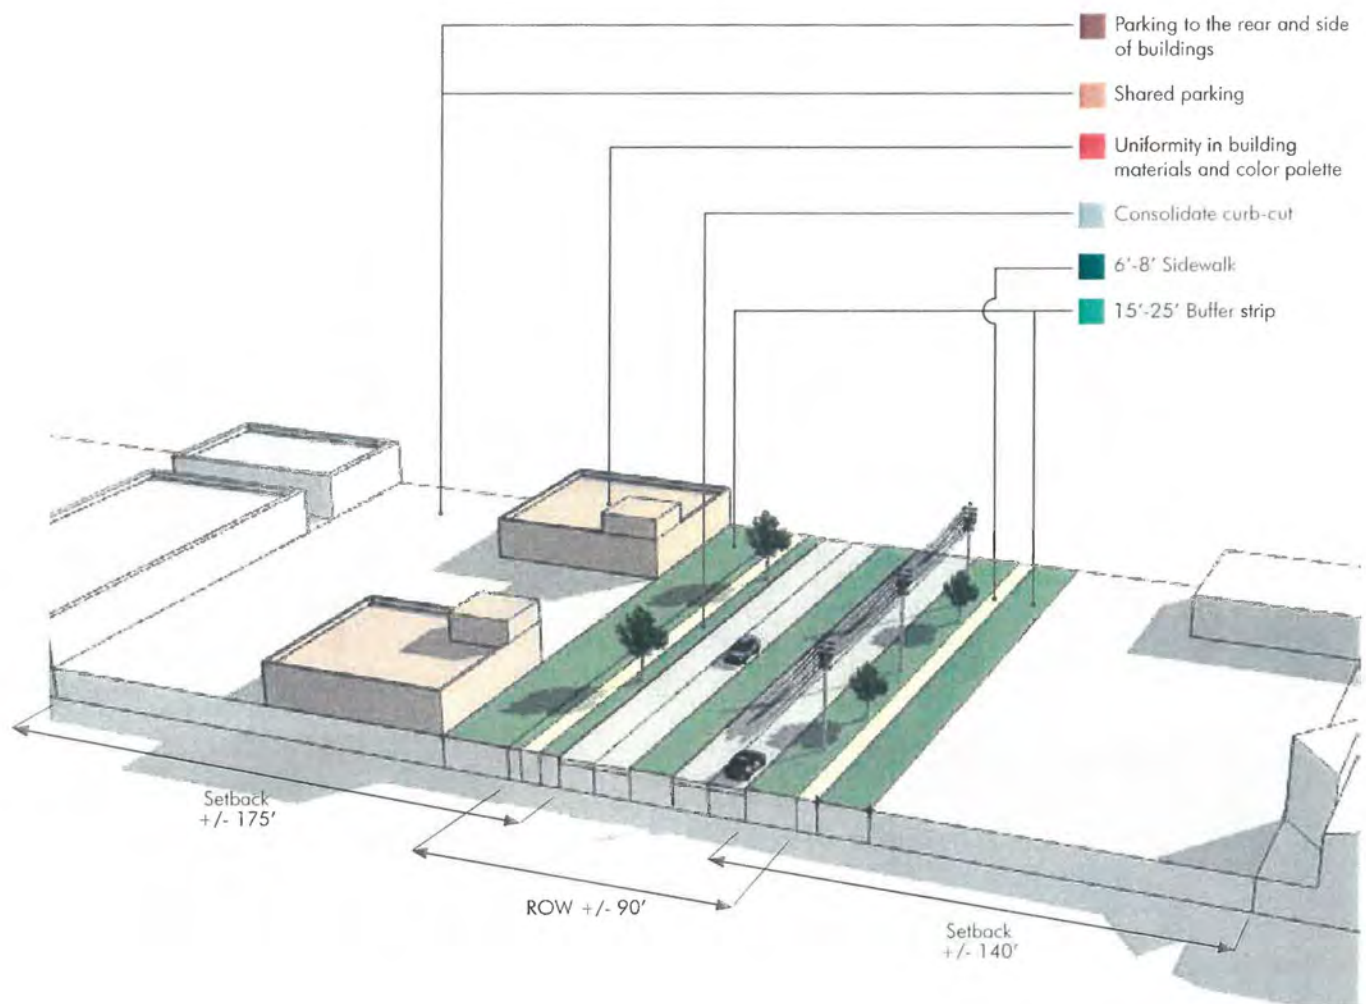 Parking to the rear and side
of buildings
Shared parking
Uniformity in building
materials and color palette
Consolidate curb-cut
6'-8' Sidewalk
15'-25' Buffer strip
Setback
+/- 175'
ROW +/- 90'
Setback
+/- 140'